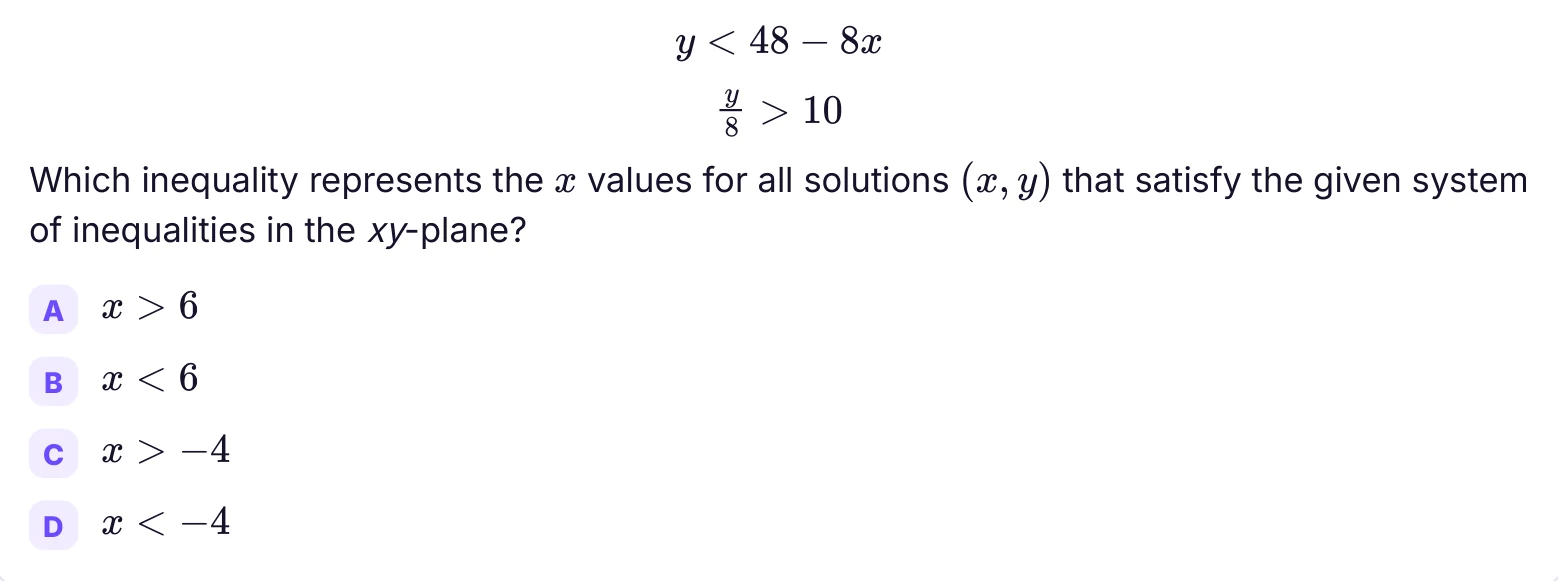 y < 48 − 8x
y/8 > 10
Which inequality represents the x values for all solutions (x, y) that satisfy the given system
of inequalities in the xy-plane?
A x > 6
B x < 6
C x > −4
D x < −4